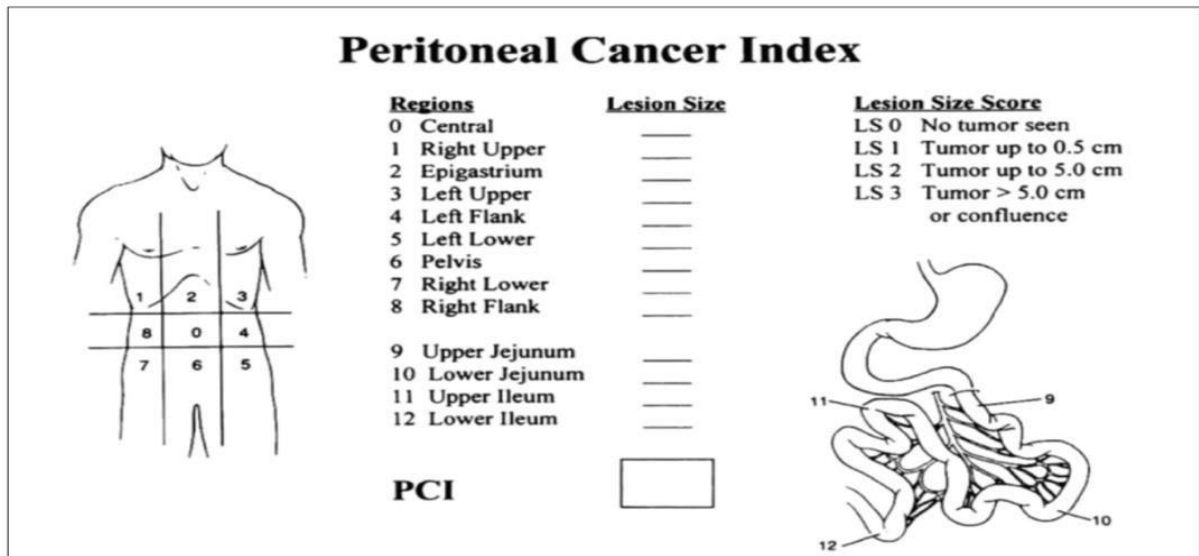 Peritoneal Cancer Index
Regions
0 Central
1 Right Upper
2 Epigastrium
3 Left Upper
4 Left Flank
5 Left Lower
6 Pelvis
7 Right Lower
8 Right Flank
9 Upper Jejunum
10 Lower Jejunum
11 Upper Ileum
12 Lower Ileum
PCI
Lesion Size
Lesion Size Score
LS 0 No tumor seen
LS 1 Tumor up to 0.5 cm
LS 2 Tumor up to 5.0 cm
LS 3 Tumor > 5.0 cm
or confluence
1 2 3
8 0 4
7 6 5
11 9
10
12